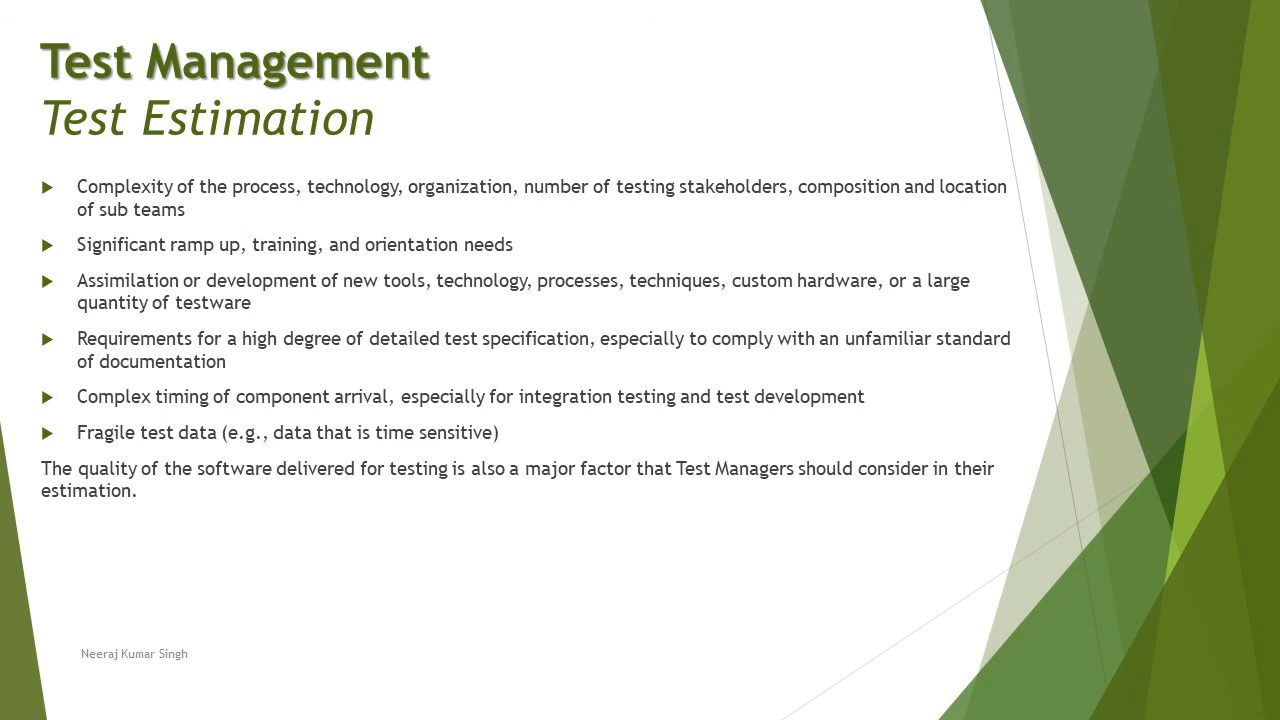 Test Management
Test Estimation
Complexity of the process, technology, organization, number of testing stakeholders, composition and location
of sub teams
Significant ramp up, training, and orientation needs
Assimilation or development of new tools, technology, processes, techniques, custom hardware, or a large
quantity of testware
Requirements for a high degree of detailed test specification, especially to comply with an unfamiliar standard
of documentation
Complex timing of component arrival, especially for integration testing and test development
Fragile test data (e.g., data that is time sensitive)
The quality of the software delivered for testing is also a major factor that Test Managers should consider in their
estimation.
Neeraj Kumar Singh